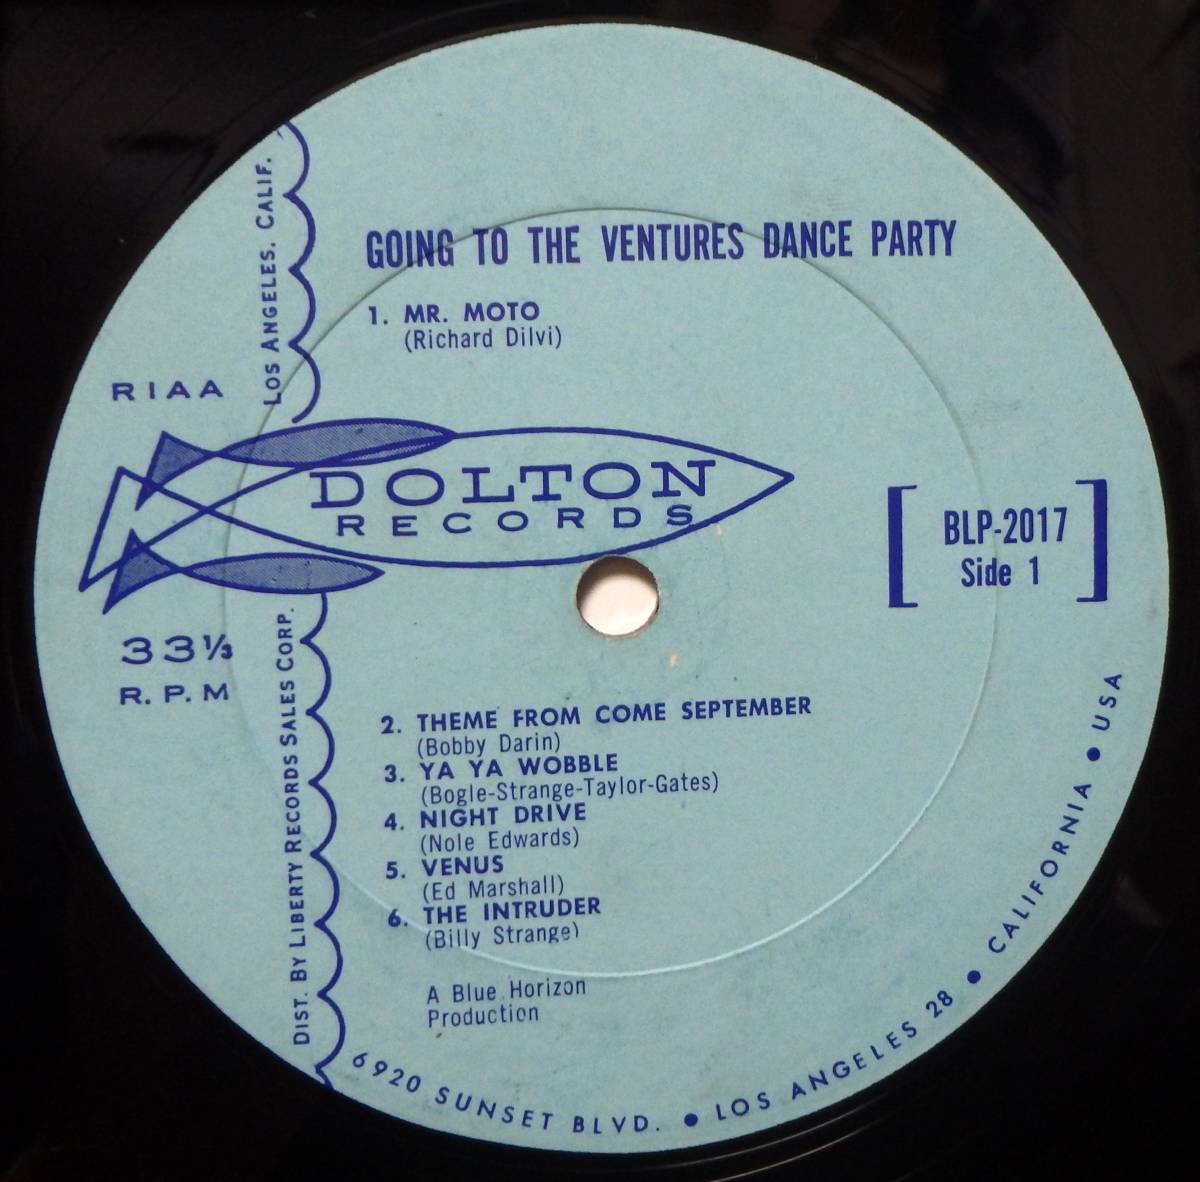 GOING TO THE VENTURES DANCE PARTY
1. MR. MOTO
(Richard Dilvi)
LOS ANGELES, CALIF.
RIAA
DOLTON
RECORDS
BLP-2017
Side 1
33⅓
R. P. M
DIST. BY LIBERTY RECORDS SALES CORP.
2. THEME FROM COME SEPTEMBER
(Bobby Darin)
3. YA YA WOBBLE
(Bogle-Strange-Taylor-Gates)
4. NIGHT DRIVE
(Nole Edwards)
5. VENUS
(Ed Marshall)
6. THE INTRUDER
(Billy Strange)
A Blue Horizon
Production
6920 SUNSET BLVD. ● LOS ANGELES 28 ● CALIFORNIA ● USA